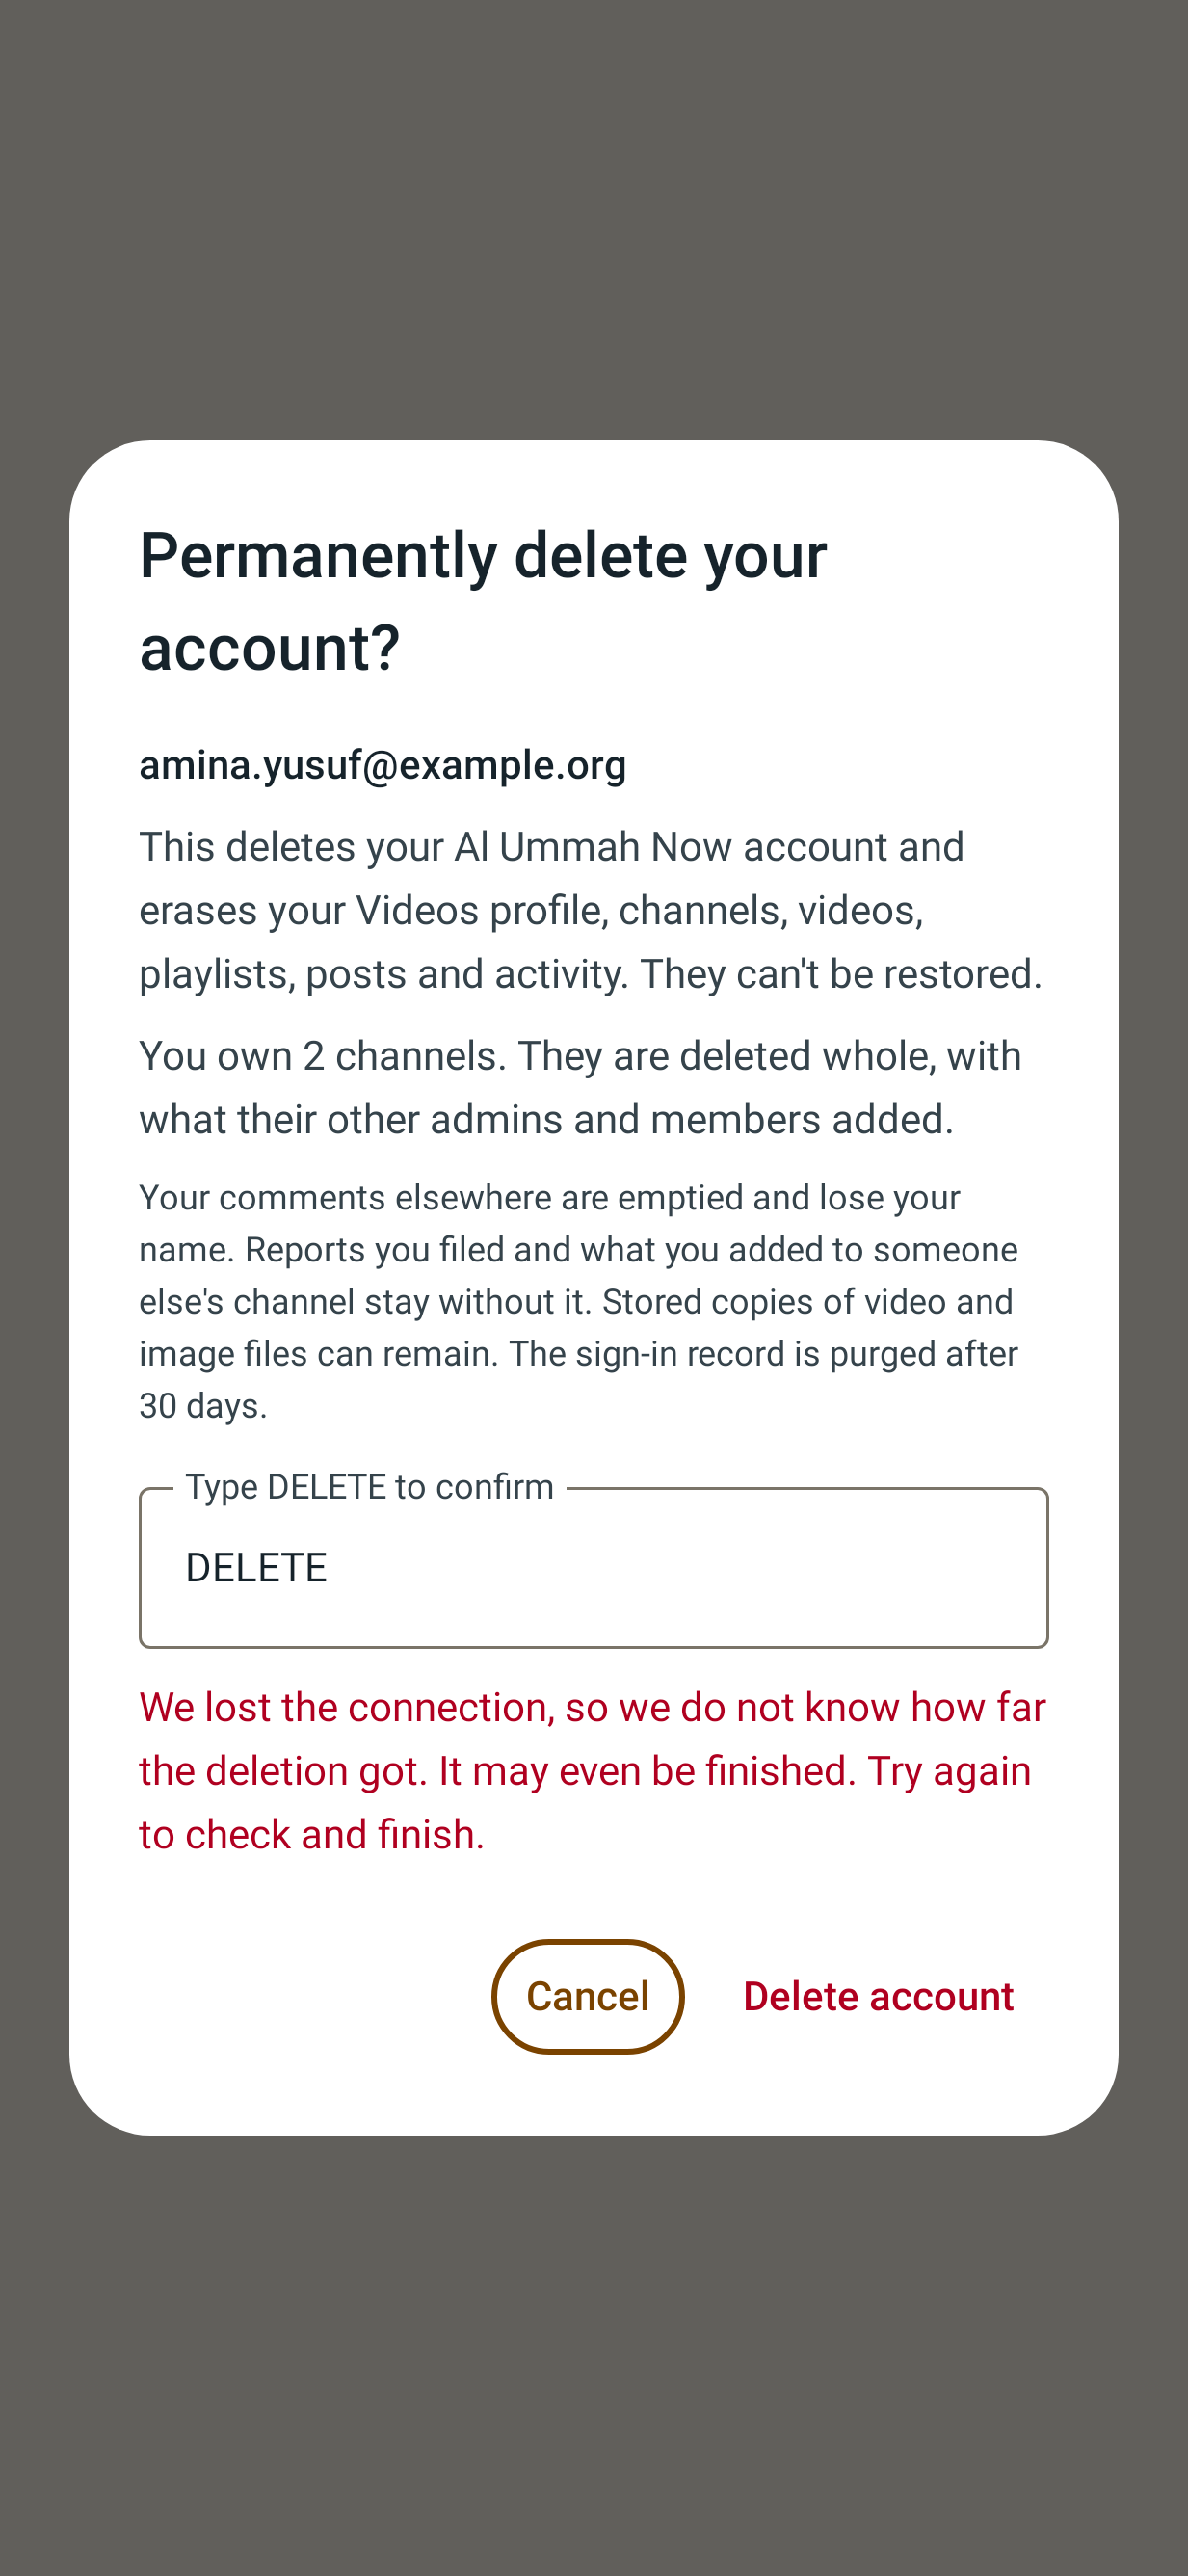 Permanently delete your
account?
amina.yusuf@example.org
This deletes your Al Ummah Now account and
erases your Videos profile, channels, videos,
playlists, posts and activity. They can't be restored.
You own 2 channels. They are deleted whole, with
what their other admins and members added.
Your comments elsewhere are emptied and lose your
name. Reports you filed and what you added to someone
else's channel stay without it. Stored copies of video and
image files can remain. The sign-in record is purged after
30 days.
Type DELETE to confirm
DELETE
We lost the connection, so we do not know how far
the deletion got. It may even be finished. Try again
to check and finish.
Cancel Delete account